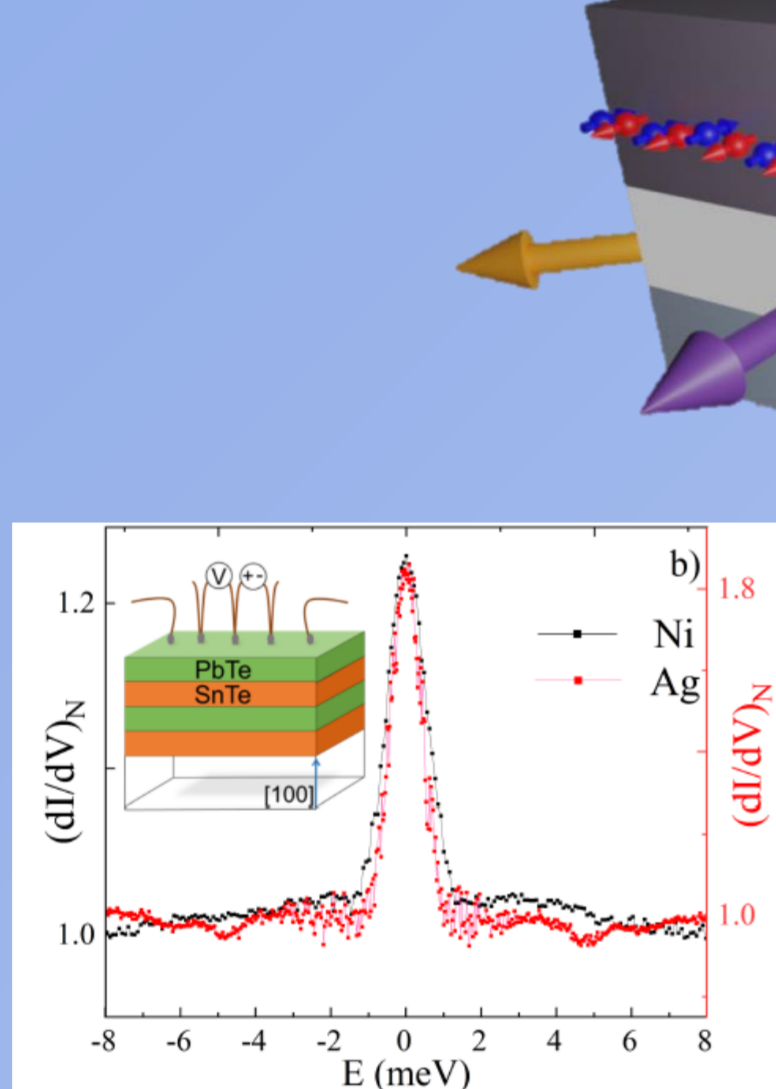 b)
V
+-
1.2
1.8
Ni
Ag
PbTe
SnTe
(dI/dV)N
(dI/dV)N
[100]
1.0
1.0
-8
-6
-4
-2
0
2
4
6
8
E (meV)